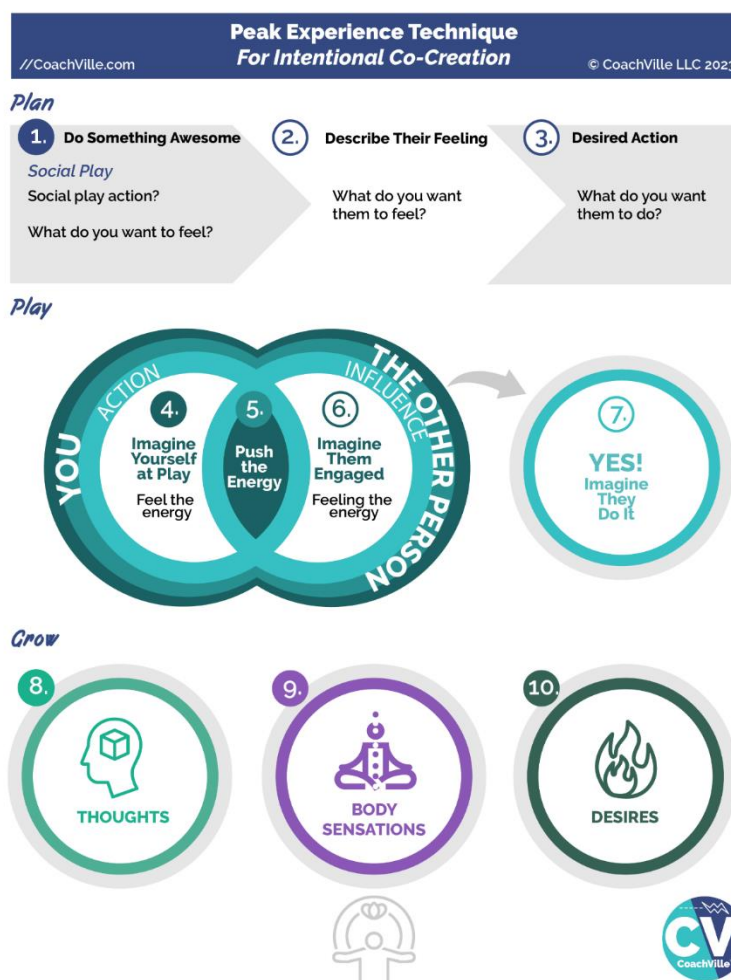 Peak Experience Technique
For Intentional Co-Creation
//CoachVille.com
© CoachVille LLC 2023
Plan
1. Do Something Awesome
Social Play
Social play action?
What do you want to feel?
2. Describe Their Feeling
What do you want
them to feel?
3. Desired Action
What do you want
them to do?
Play
YOU
ACTION
4.
Imagine
Yourself
at Play
Feel the
energy
5.
Push
the
Energy
6.
Imagine
Them
Engaged
Feeling the
energy
INFLUENCE
THE OTHER PERSON
7.
YES!
Imagine
They
Do It
Grow
8.
THOUGHTS
9.
BODY
SENSATIONS
10.
DESIRES
CV
CoachVille